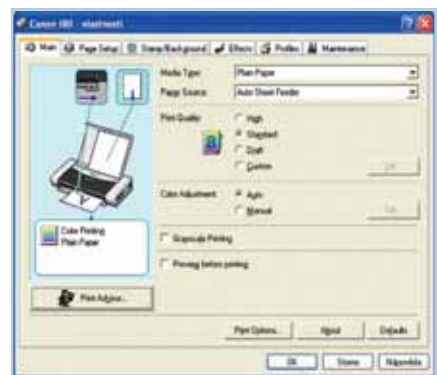 Canon i80 - vlastnosti
Main Page Setup Stamp/Background Effects Profiles Maintenance
Media Type: Plain Paper
Paper Source: Auto Sheet Feeder
Print Quality: High
Standard
Draft
Custom
Color Adjustment: Auto
Manual
Color Printing
Plain Paper
Grayscale Printing
Preview before printing
Print Advisor...
Print Options... About Defaults
OK Storno Nápověda